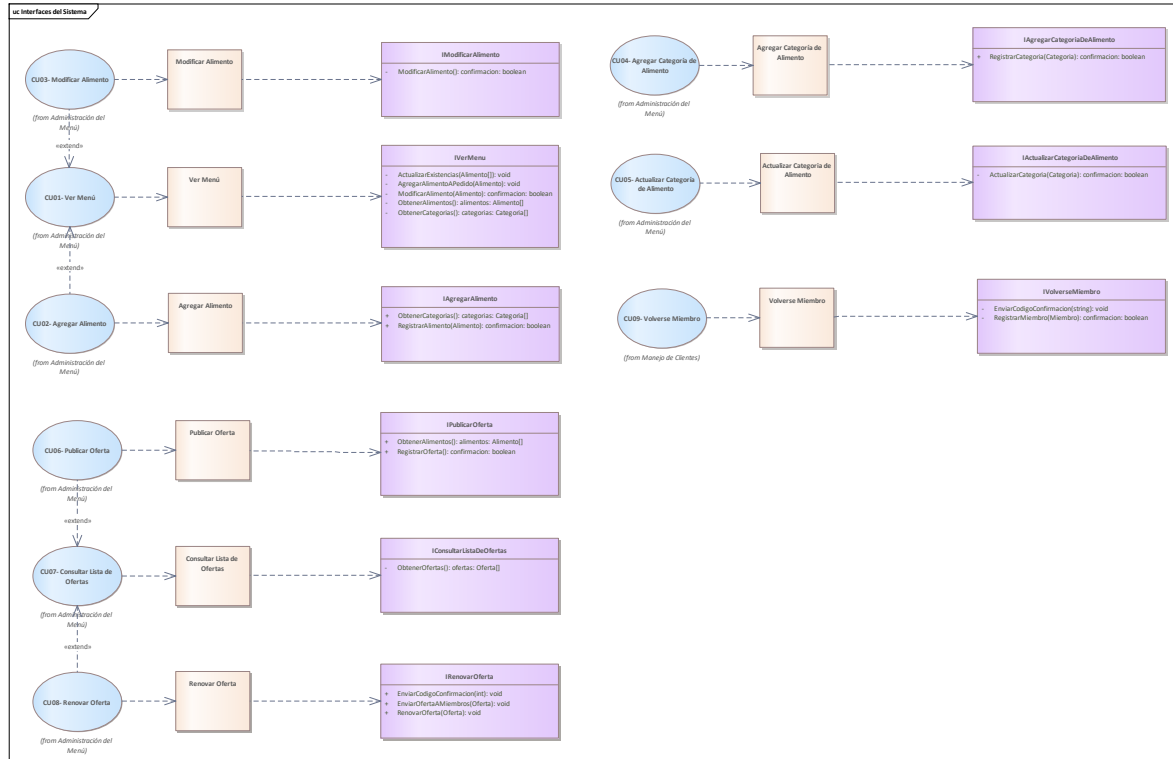 uc Interfaces del Sistema
CU03- Modificar Alimento
(from Administración del
Menú)
Modificar Alimento
IModificarAlimento
- ModificarAlimento(): confirmacion: boolean
«extend»
CU01- Ver Menú
(from Administración del
Menú)
Ver Menú
IVerMenu
- ActualizarExistencias(Alimento[]): void
- AgregarAlimentoAPedido(Alimento): void
- ModificarAlimento(Alimento): confirmacion: boolean
- ObtenerAlimentos(): alimentos: Alimento[]
- ObtenerCategorias(): categorias: Categoria[]
«extend»
CU02- Agregar Alimento
(from Administración del
Menú)
Agregar Alimento
IAgregarAlimento
+ ObtenerCategorias(): categorias: Categoria[]
+ RegistrarAlimento(Alimento): confirmacion: boolean
CU06- Publicar Oferta
(from Administración del
Menú)
Publicar Oferta
IPublicarOferta
+ ObtenerAlimentos(): alimentos: Alimento[]
+ RegistrarOferta(): confirmacion: boolean
«extend»
CU07- Consultar Lista de
Ofertas
(from Administración del
Menú)
Consultar Lista de
Ofertas
IConsultarListaDeOfertas
- ObtenerOfertas(): ofertas: Oferta[]
«extend»
CU08- Renovar Oferta
(from Administración del
Menú)
Renovar Oferta
IRenovarOferta
+ EnviarCodigoConfirmacion(int): void
+ EnviarOfertaAMiembros(Oferta): void
+ RenovarOferta(Oferta): void
CU04- Agregar Categoría de
Alimento
(from Administración del
Menú)
Agregar Categoría de
Alimento
IAgregarCategoriaDeAlimento
+ RegistrarCategoria(Categoria): confirmacion: boolean
CU05- Actualizar Categoría
de Alimento
(from Administración del
Menú)
Actualizar Categoría de
Alimento
IActualizarCategoriaDeAlimento
- ActualizarCategoria(Categoria): confirmacion: boolean
CU09- Volverse Miembro
(from Manejo de Clientes)
Volverse Miembro
IVolverseMiembro
- EnviarCodigoConfirmacion(string): void
- RegistrarMiembro(Miembro): confirmacion: boolean